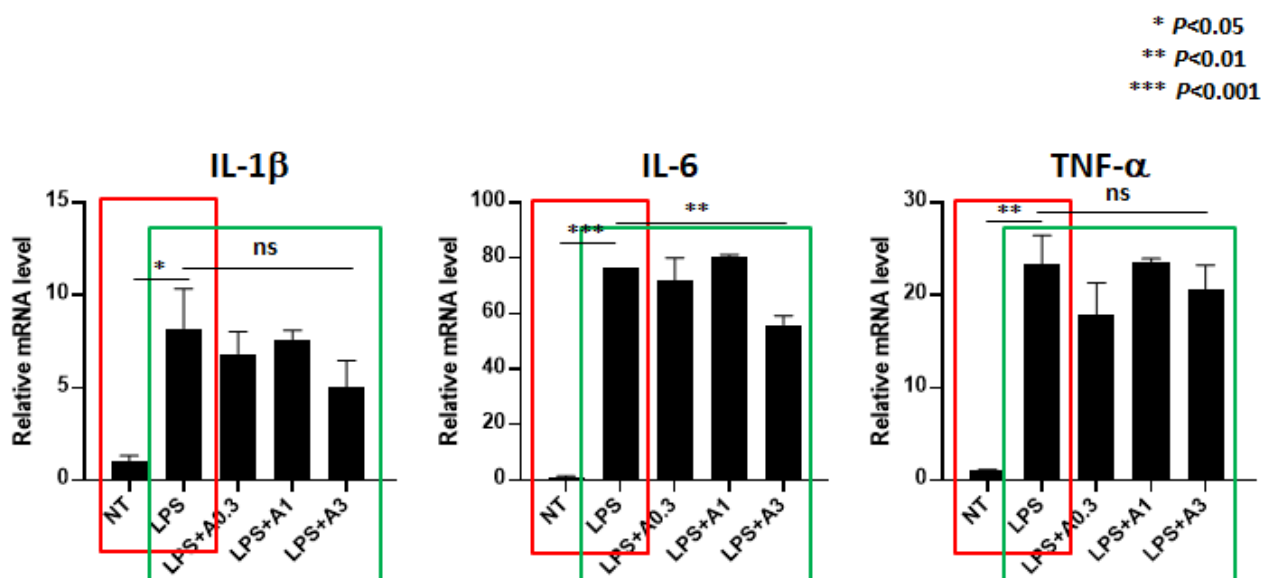 * P<0.05
** P<0.01
*** P<0.001
IL-1β
Relative mRNA level
15
10
5
0
*
ns
NT
LPS
LPS+A0.3
LPS+A1
LPS+A3
IL-6
Relative mRNA level
100
80
60
40
20
0
***
**
NT
LPS
LPS+A0.3
LPS+A1
LPS+A3
TNF-α
Relative mRNA level
30
20
10
0
**
ns
NT
LPS
LPS+A0.3
LPS+A1
LPS+A3